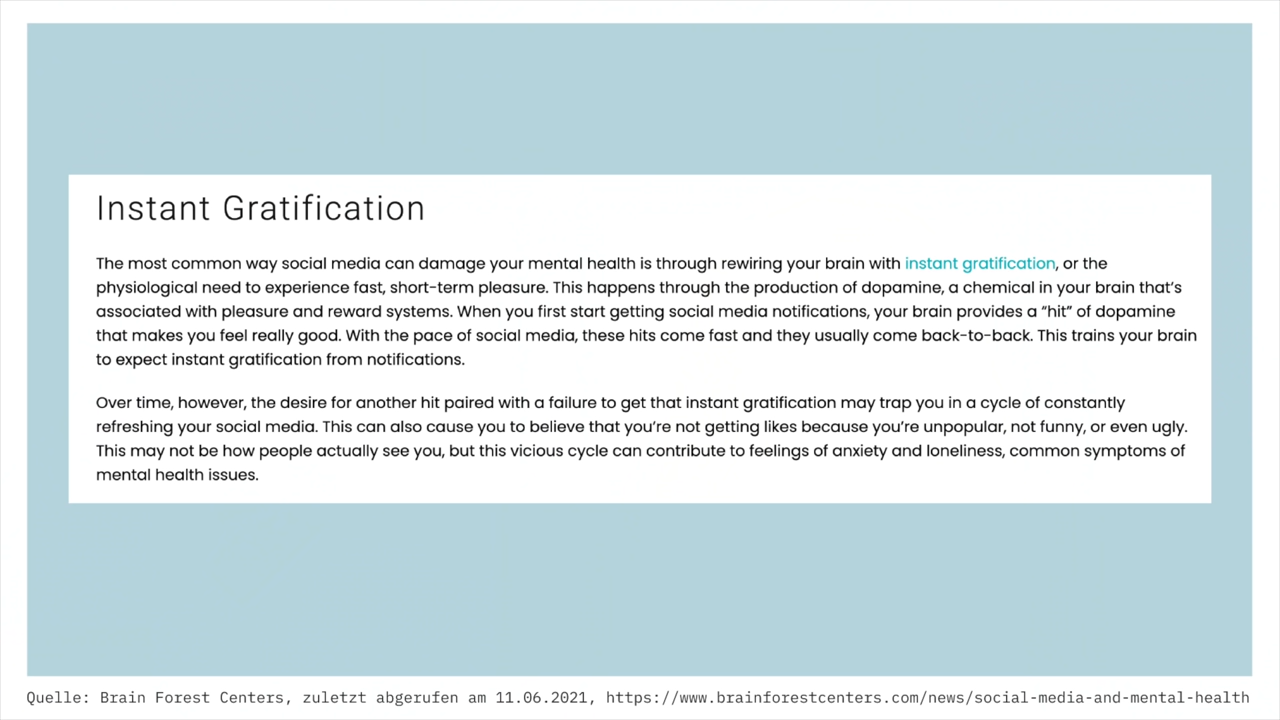 Instant Gratification
The most common way social media can damage your mental health is through rewiring your brain with instant gratification, or the
physiological need to experience fast, short-term pleasure. This happens through the production of dopamine, a chemical in your brain that's
associated with pleasure and reward systems. When you first start getting social media notifications, your brain provides a “hit” of dopamine
that makes you feel really good. With the pace of social media, these hits come fast and they usually come back-to-back. This trains your brain
to expect instant gratification from notifications.
Over time, however, the desire for another hit paired with a failure to get that instant gratification may trap you in a cycle of constantly
refreshing your social media. This can also cause you to believe that you're not getting likes because you're unpopular, not funny, or even ugly.
This may not be how people actually see you, but this vicious cycle can contribute to feelings of anxiety and loneliness, common symptoms of
mental health issues.
Quelle: Brain Forest Centers, zuletzt abgerufen am 11.06.2021, https://www.brainforestcenters.com/news/social-media-and-mental-health